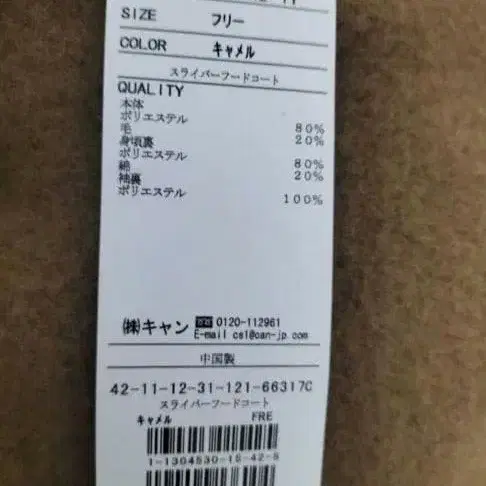 SIZE フリー
COLOR キャメル
スライバーフードコート
QUALITY
本体
ポリエステル 80%
毛 20%
身頃裏
ポリエステル 80%
綿 20%
袖裏
ポリエステル 100%
㈱キャン ☎ 0120-112961
E-mail cs1@can-jp.com
中国製
42-11-12-31-121-66317C
スライバーフードコート
キャメル FRE
1-1304530-15-42-8